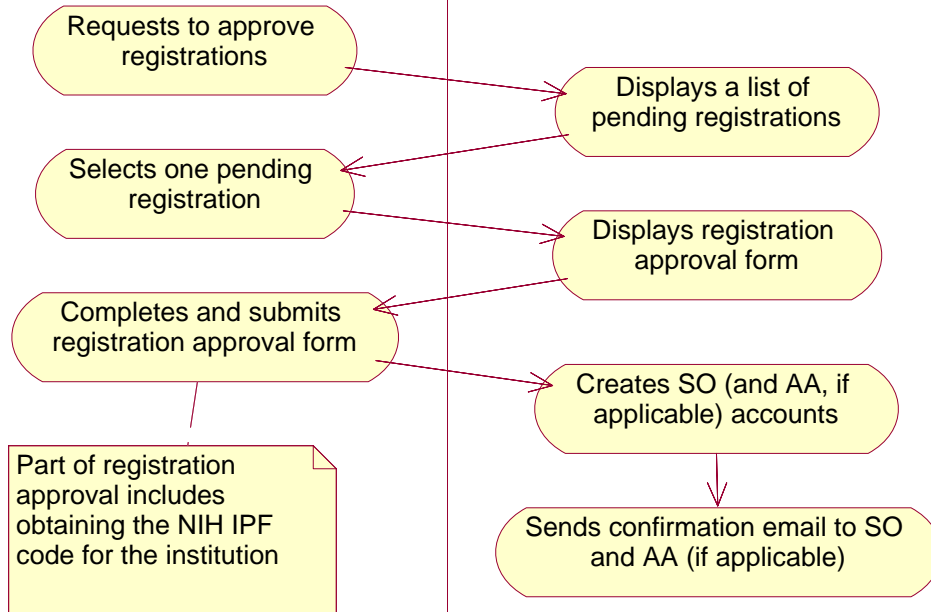 Requests to approve
registrations
Displays a list of
pending registrations
Selects one pending
registration
Displays registration
approval form
Completes and submits
registration approval form
Creates SO (and AA, if
applicable) accounts
Part of registration
approval includes
obtaining the NIH IPF
code for the institution
Sends confirmation email to SO
and AA (if applicable)